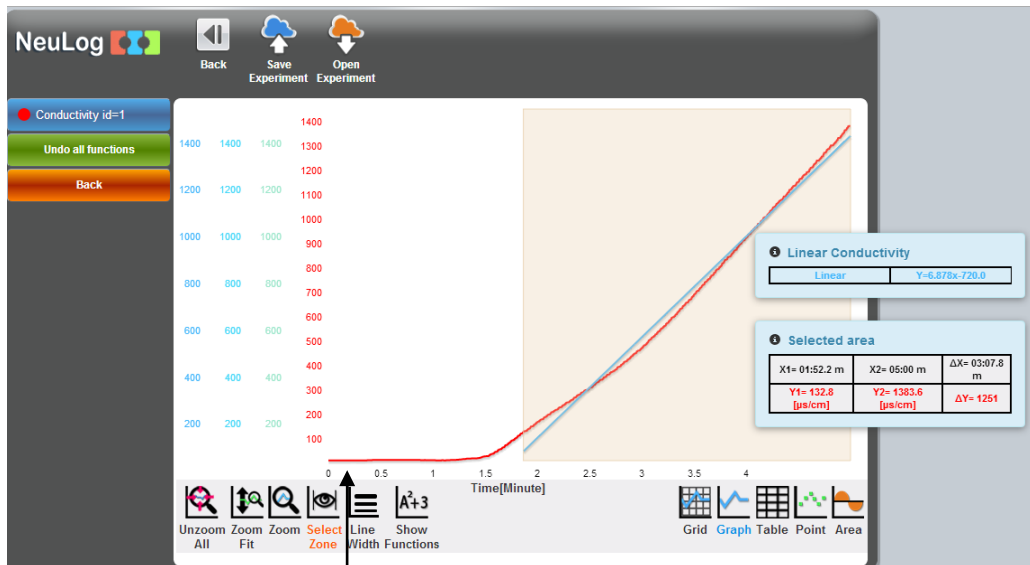 NeuLog
Back
Save
Experiment
Open
Experiment
Conductivity id=1
Undo all functions
Back
1400 1400 1400
1200 1200 1200
1000 1000 1000
800 800 800
600 600 600
400 400 400
200 200 200
1400
1300
1200
1100
1000
900
800
700
600
500
400
300
200
100
0 0.5 1 1.5 2 2.5 3 3.5 4
Time[Minute]
Linear Conductivity
Linear Y=6.878x-720.0
Selected area
X1= 01:52.2 m X2= 05:00 m ΔX= 03:07.8
m
Y1= 132.8
[µs/cm]
Y2= 1383.6
[µs/cm]
ΔY= 1251
Unzoom
All
Zoom
Fit
Zoom
Select
Zone
Line
Width
A²+3
Show
Functions
Grid
Graph
Table
Point
Area